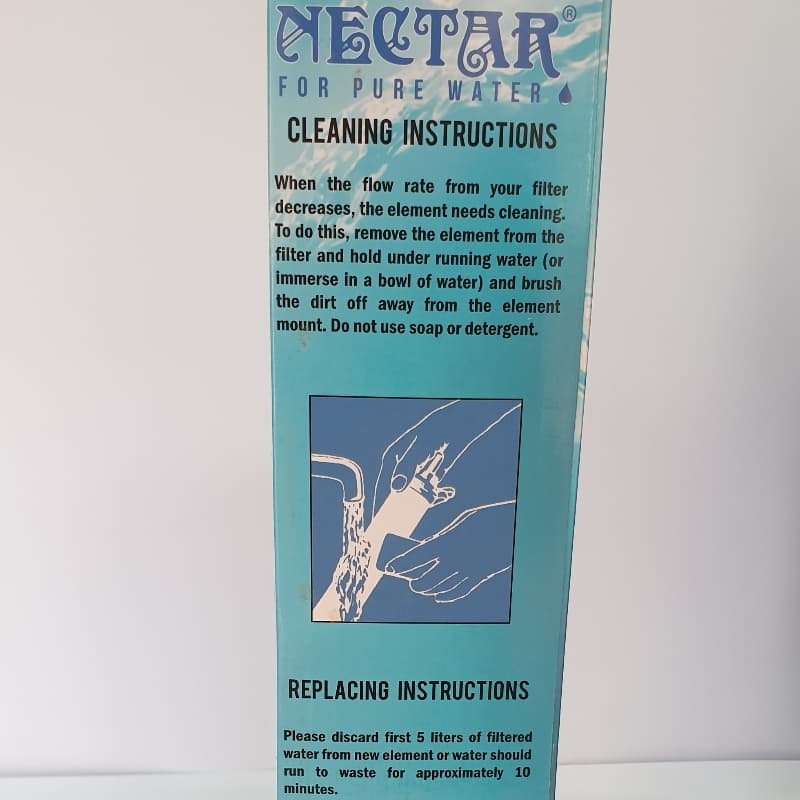 NECTAR®
FOR PURE WATER
CLEANING INSTRUCTIONS
When the flow rate from your filter
decreases, the element needs cleaning.
To do this, remove the element from the
filter and hold under running water (or
immerse in a bowl of water) and brush
the dirt off away from the element
mount. Do not use soap or detergent.
REPLACING INSTRUCTIONS
Please discard first 5 liters of filtered
water from new element or water should
run to waste for approximately 10
minutes.